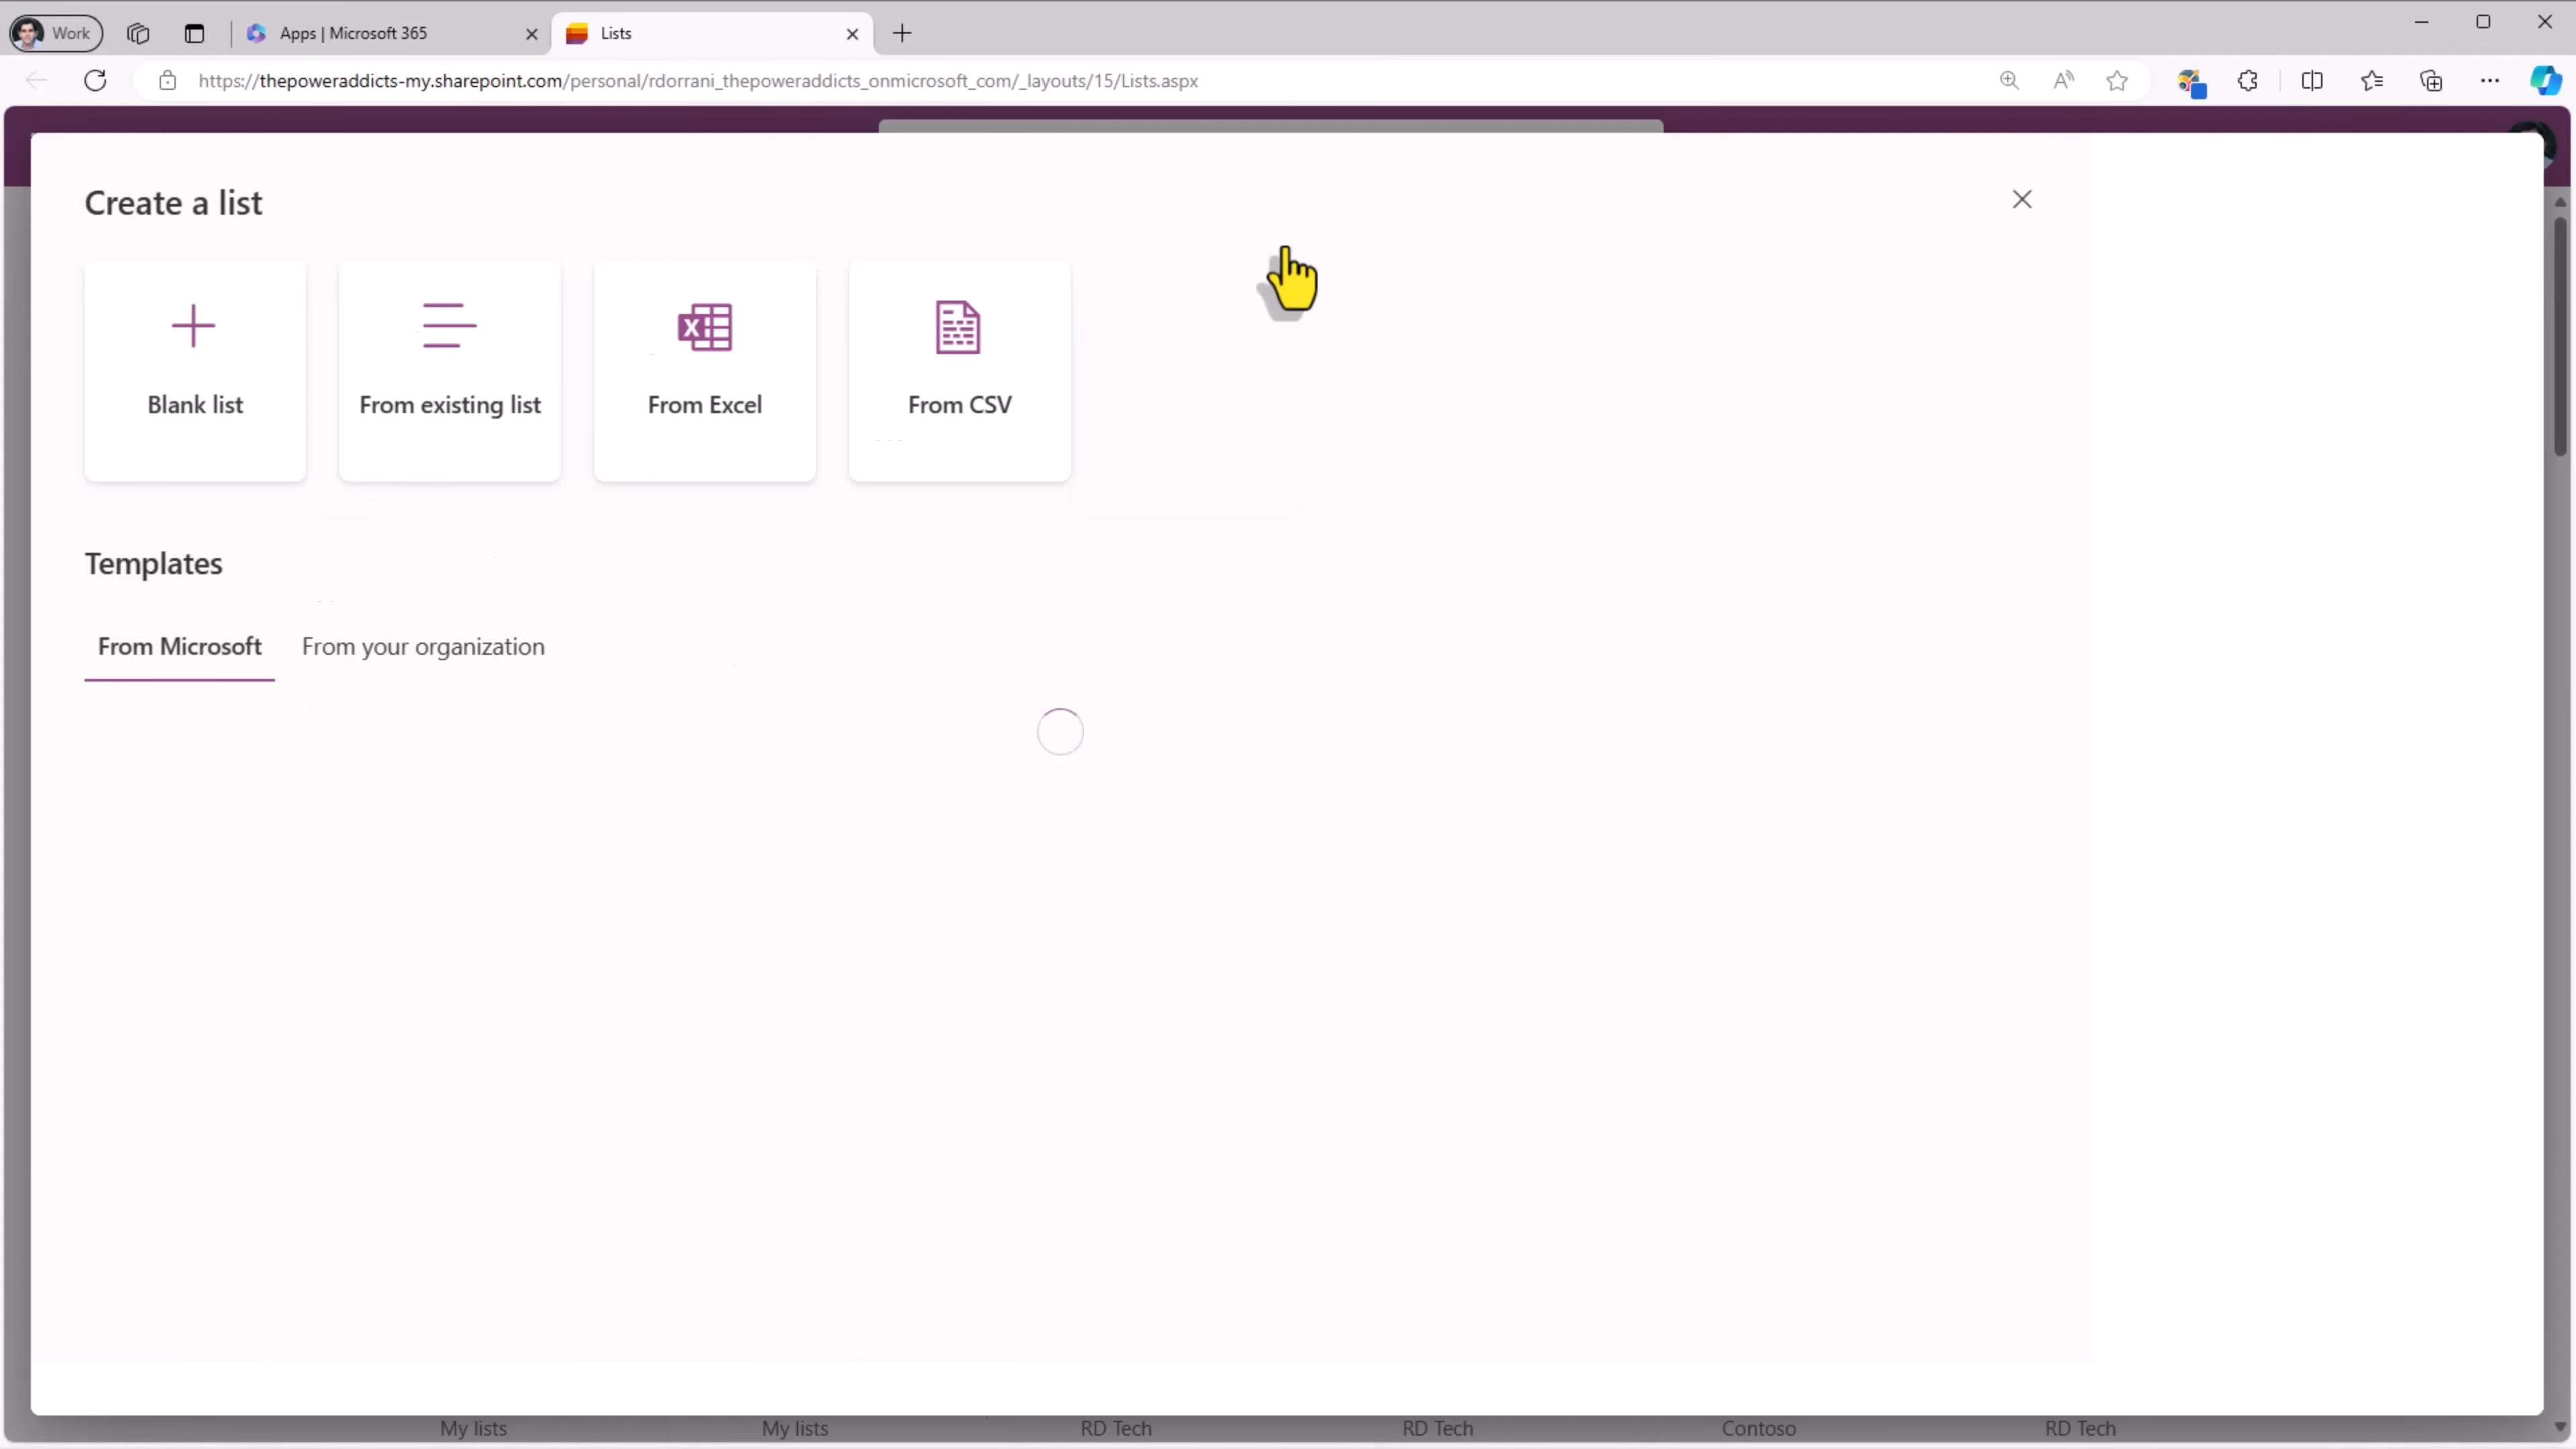 Work
Apps | Microsoft 365
Lists
https://thepoweraddicts-my.sharepoint.com/personal/rdorrani_thepoweraddicts_onmicrosoft_com/_layouts/15/Lists.aspx
Create a list
Blank list
From existing list
From Excel
From CSV
Templates
From Microsoft
From your organization
My lists
My lists
RD Tech
RD Tech
Contoso
RD Tech